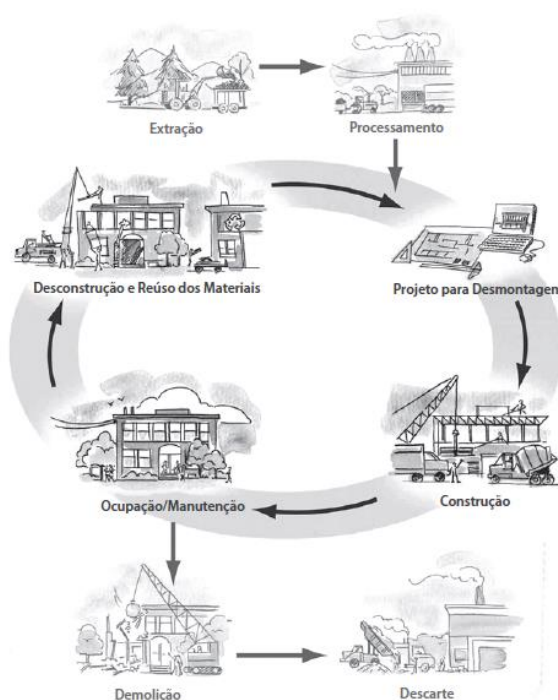 Extração
Processamento
Desconstrução e Reúso dos Materiais
Projeto para Desmontagem
Ocupação/Manutenção
Construção
Demolição
Descarte